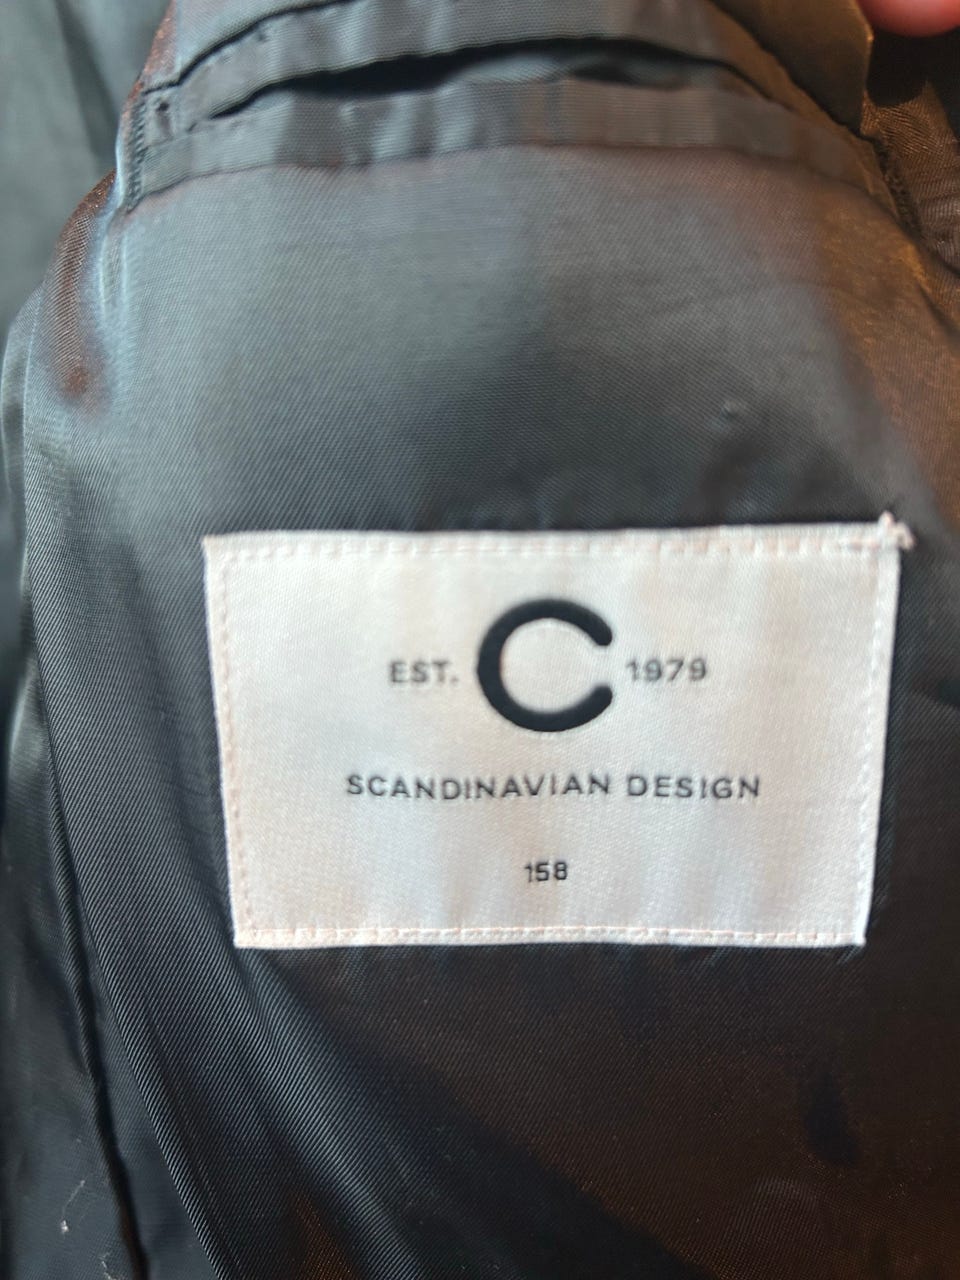 EST. C 1979
SCANDINAVIAN DESIGN
158